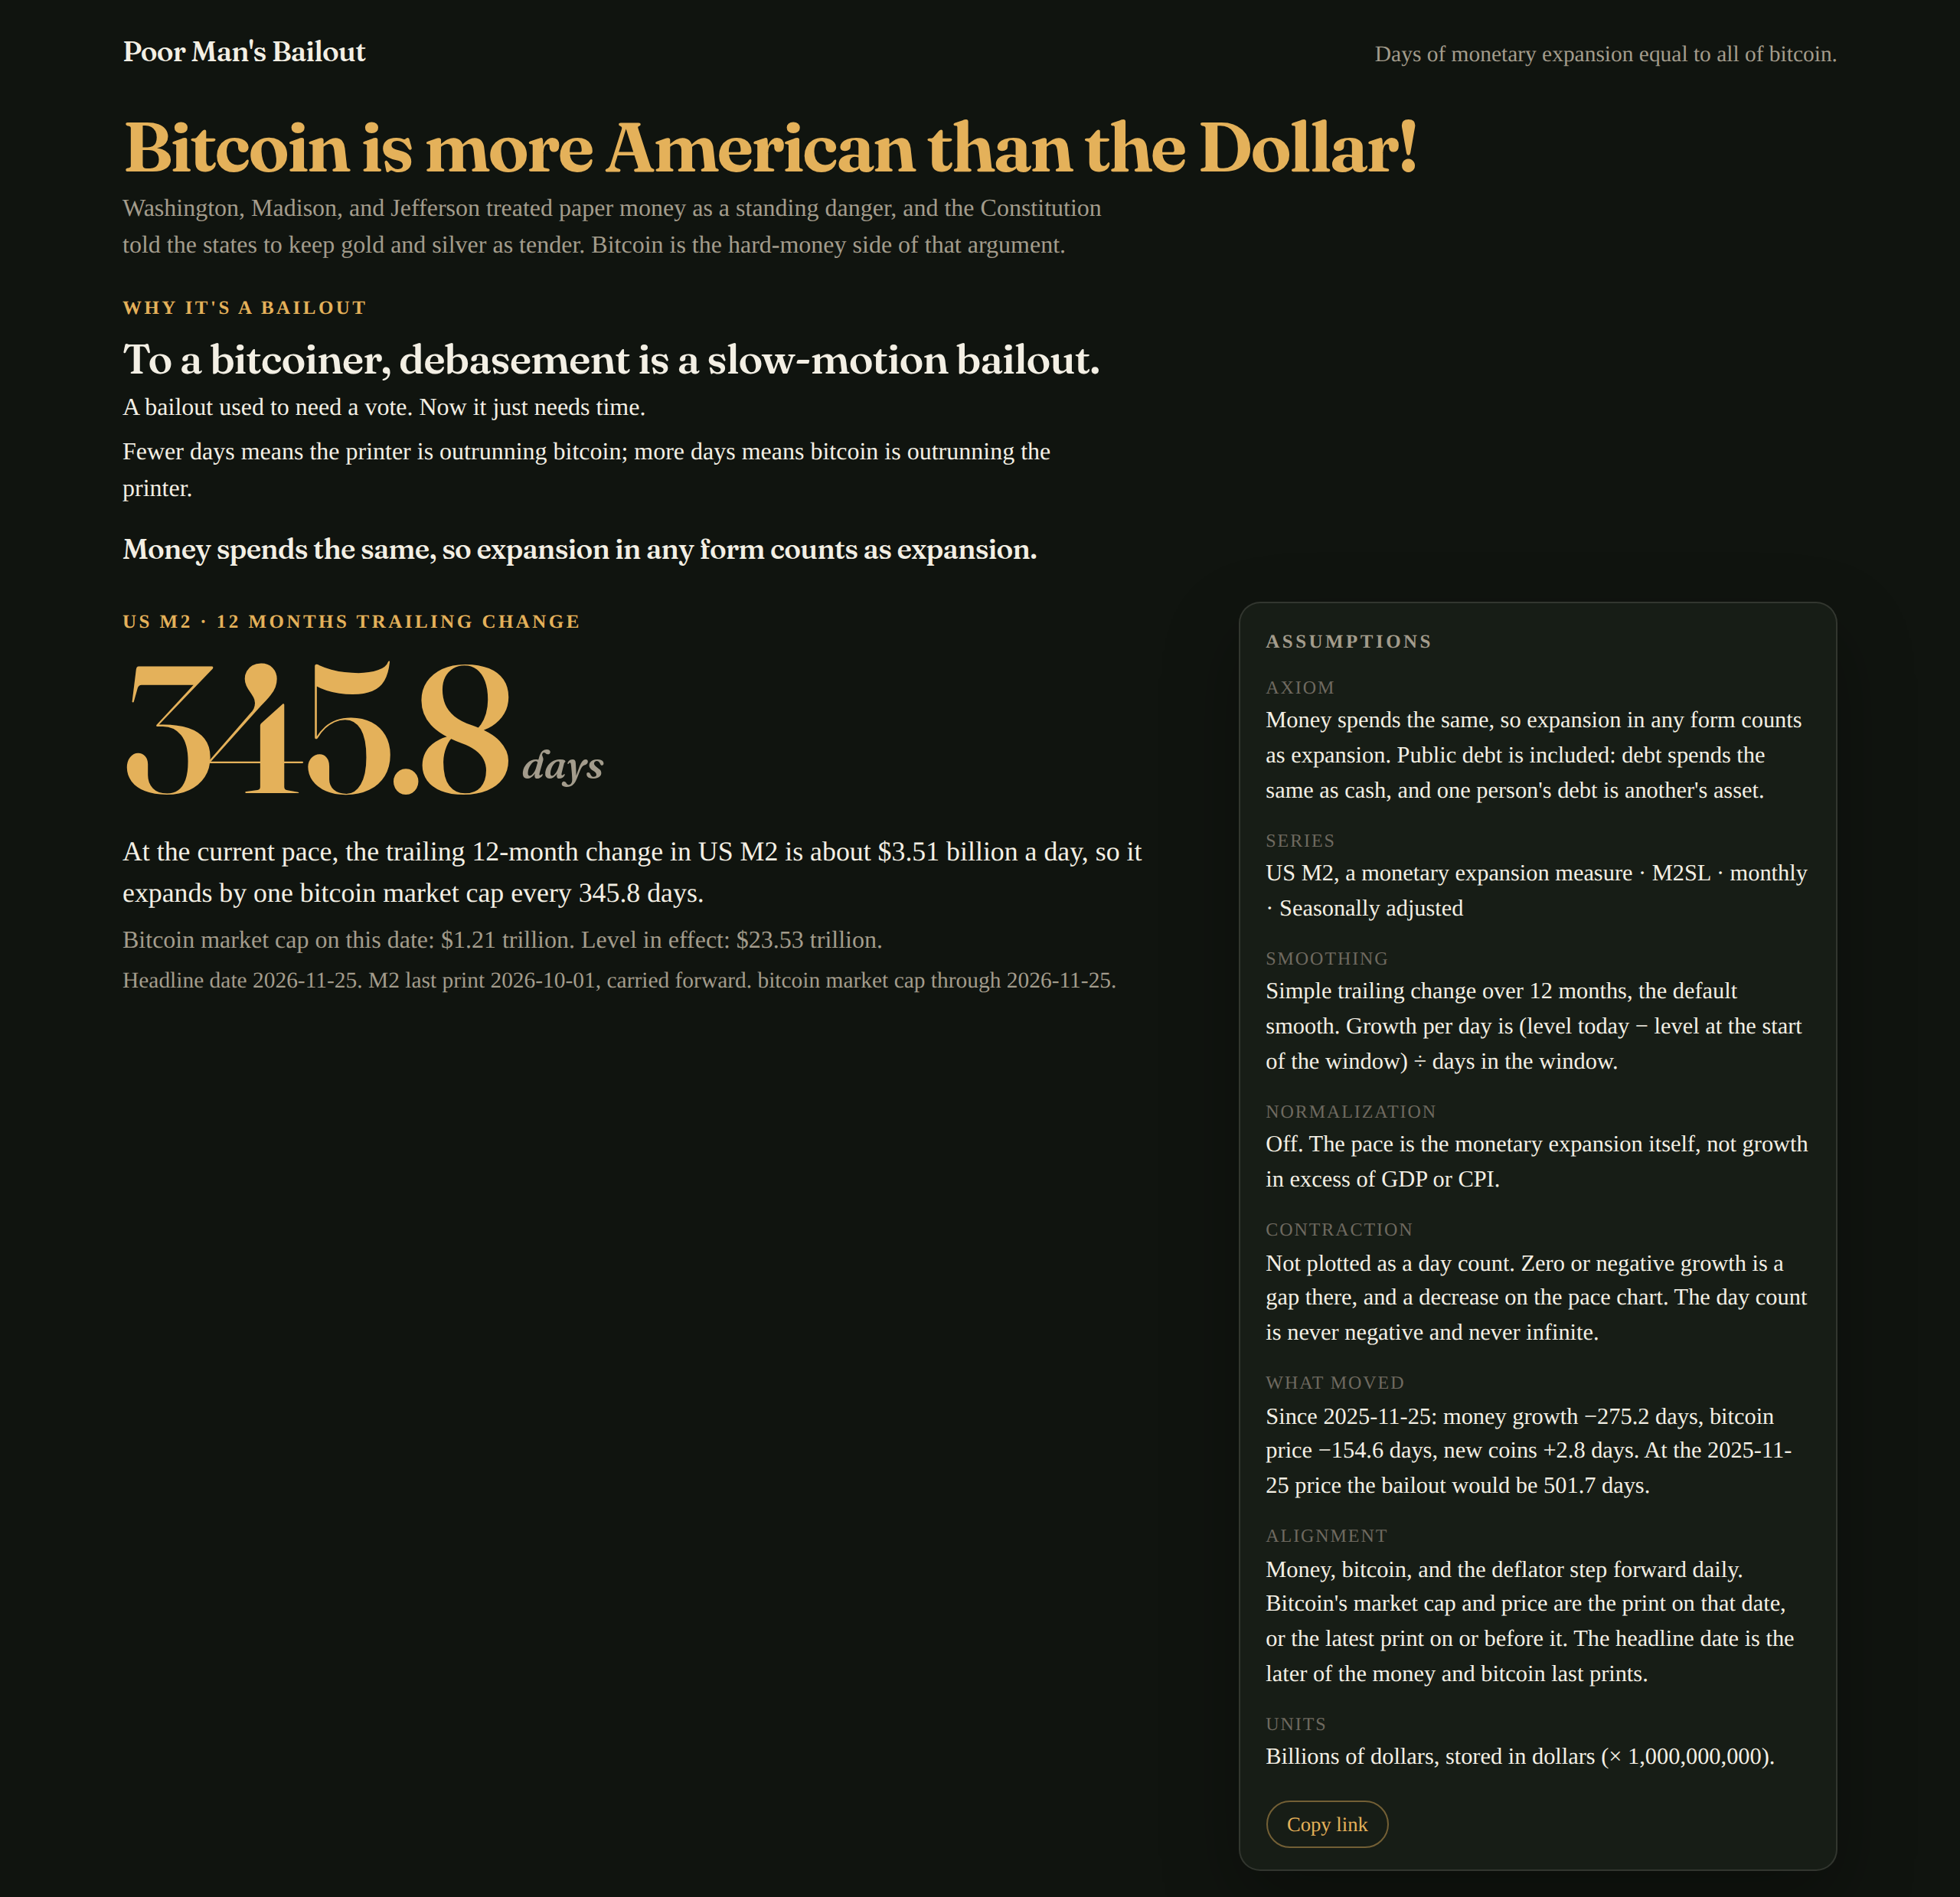 Poor Man's Bailout
Days of monetary expansion equal to all of bitcoin.
Bitcoin is more American than the Dollar!
Washington, Madison, and Jefferson treated paper money as a standing danger, and the Constitution
told the states to keep gold and silver as tender. Bitcoin is the hard-money side of that argument.
WHY IT'S A BAILOUT
To a bitcoiner, debasement is a slow-motion bailout.
A bailout used to need a vote. Now it just needs time.
Fewer days means the printer is outrunning bitcoin; more days means bitcoin is outrunning the
printer.
Money spends the same, so expansion in any form counts as expansion.
US M2 · 12 MONTHS TRAILING CHANGE
345.8 days
At the current pace, the trailing 12-month change in US M2 is about $3.51 billion a day, so it
expands by one bitcoin market cap every 345.8 days.
Bitcoin market cap on this date: $1.21 trillion. Level in effect: $23.53 trillion.
Headline date 2026-11-25. M2 last print 2026-10-01, carried forward. bitcoin market cap through 2026-11-25.
ASSUMPTIONS
AXIOM
Money spends the same, so expansion in any form counts
as expansion. Public debt is included: debt spends the
same as cash, and one person's debt is another's asset.
SERIES
US M2, a monetary expansion measure · M2SL · monthly
· Seasonally adjusted
SMOOTHING
Simple trailing change over 12 months, the default
smooth. Growth per day is (level today − level at the start
of the window) ÷ days in the window.
NORMALIZATION
Off. The pace is the monetary expansion itself, not growth
in excess of GDP or CPI.
CONTRACTION
Not plotted as a day count. Zero or negative growth is a
gap there, and a decrease on the pace chart. The day count
is never negative and never infinite.
WHAT MOVED
Since 2025-11-25: money growth −275.2 days, bitcoin
price −154.6 days, new coins +2.8 days. At the 2025-11-
25 price the bailout would be 501.7 days.
ALIGNMENT
Money, bitcoin, and the deflator step forward daily.
Bitcoin's market cap and price are the print on that date,
or the latest print on or before it. The headline date is the
later of the money and bitcoin last prints.
UNITS
Billions of dollars, stored in dollars (× 1,000,000,000).
Copy link